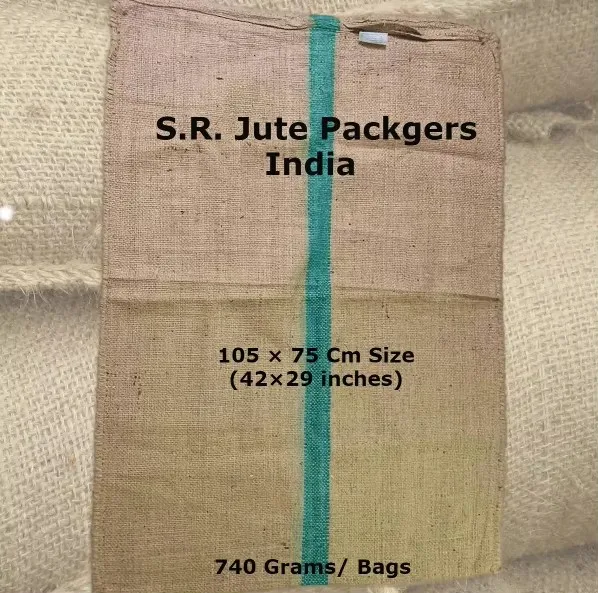 S.R. Jute Packgers
India
105 × 75 Cm Size
(42×29 inches)
740 Grams/ Bags